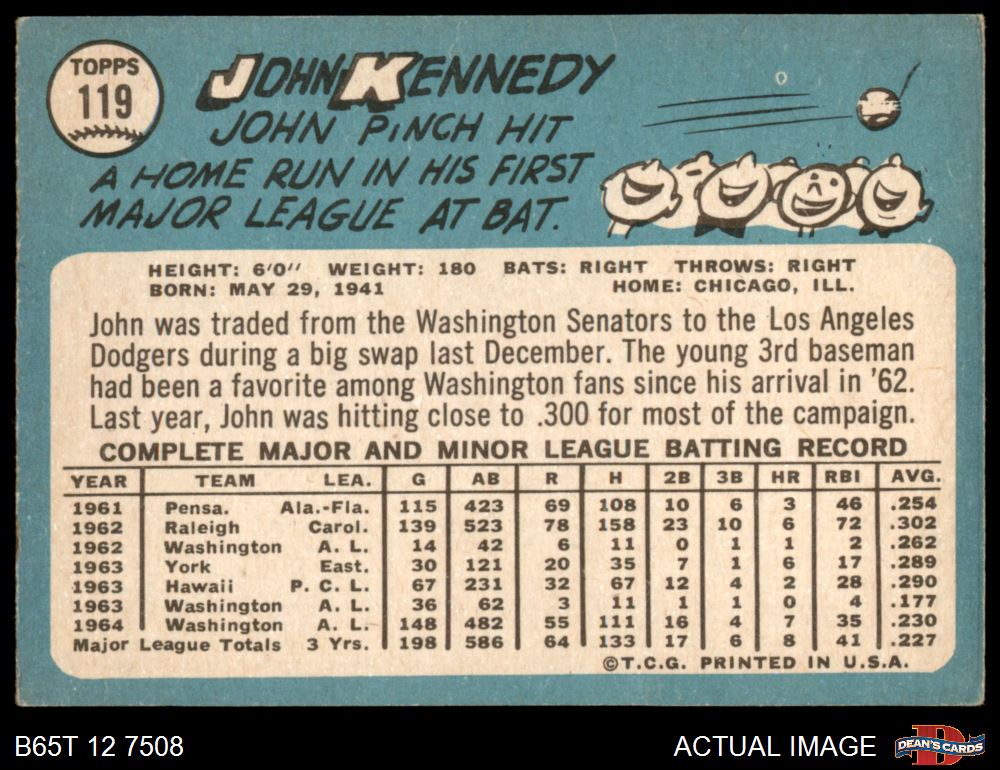 TOPPS
119
JOHN KENNEDY
JOHN PINCH HIT
A HOME RUN IN HIS FIRST
MAJOR LEAGUE AT BAT.
HEIGHT: 6'0" WEIGHT: 180 BATS: RIGHT THROWS: RIGHT
BORN: MAY 29, 1941 HOME: CHICAGO, ILL.
John was traded from the Washington Senators to the Los Angeles
Dodgers during a big swap last December. The young 3rd baseman
had been a favorite among Washington fans since his arrival in '62.
Last year, John was hitting close to .300 for most of the campaign.
COMPLETE MAJOR AND MINOR LEAGUE BATTING RECORD
YEAR TEAM LEA. G AB R H 2B 3B HR RBI AVG.
1961 Pensa. Ala.-Fla. 115 423 69 108 10 6 3 46 .254
1962 Raleigh Carol. 139 523 78 158 23 10 6 72 .302
1962 Washington A. L. 14 42 6 11 0 1 1 2 .262
1963 York East. 30 121 20 35 7 1 6 17 .289
1963 Hawaii P. C. L. 67 231 32 67 12 4 2 28 .290
1963 Washington A. L. 36 62 3 11 1 1 0 4 .177
1964 Washington A. L. 148 482 55 111 16 4 7 35 .230
Major League Totals 3 Yrs. 198 586 64 133 17 6 8 41 .227
©T.C.G. PRINTED IN U.S.A.
B65T 12 7508 ACTUAL IMAGE
D
DEAN'S CARDS